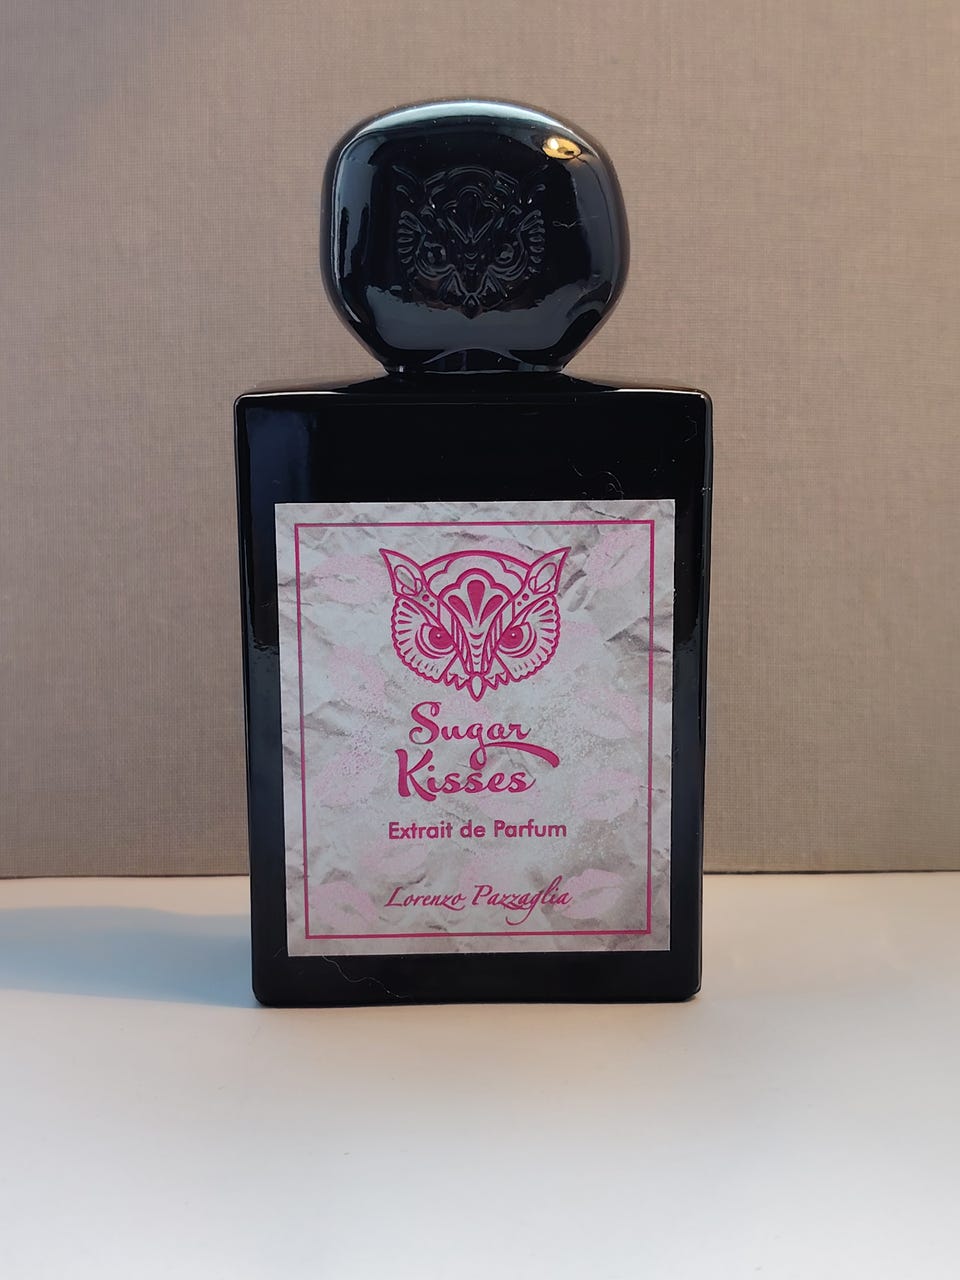 Sugar
Kisses
Extrait de Parfum
Lorenzo Pazzaglia